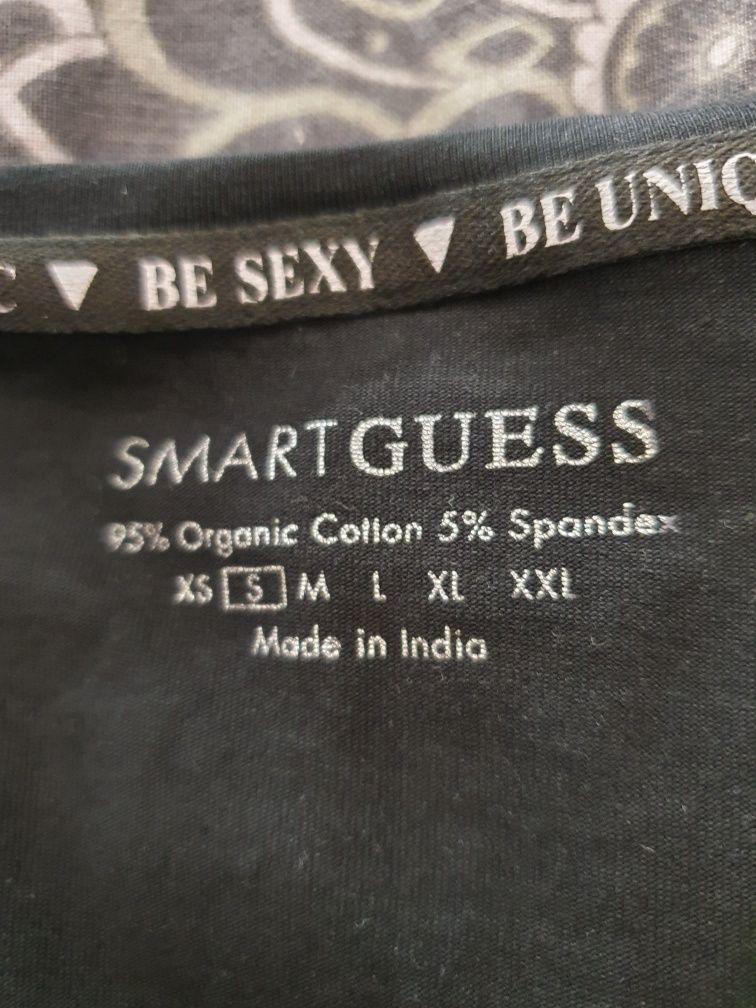 BE SEXY ▼ BE UNIQ
SMARTGUESS
95% Organic Cotton 5% Spandex
XS S M L XL XXL
Made in India